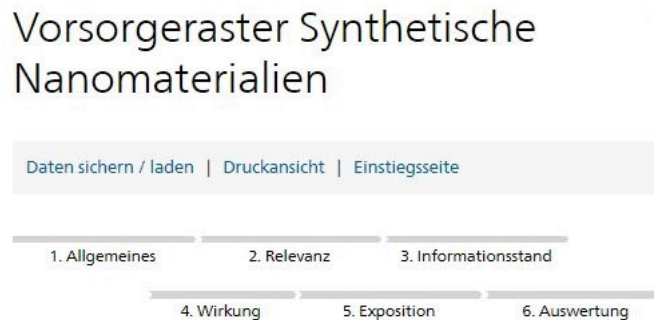 Vorsorgeraster Synthetische
Nanomaterialien
Daten sichern / laden | Druckansicht | Einstiegsseite
1. Allgemeines 2. Relevanz 3. Informationsstand
4. Wirkung 5. Exposition 6. Auswertung